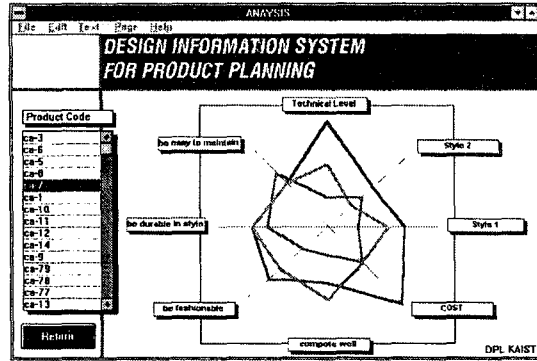 ANAYSIS
File Edit Text Page Help
DESIGN INFORMATION SYSTEM
FOR PRODUCT PLANNING
Product Code
ca-3
ca-6
ca-5
ca-8
ca-1
ca-10
ca-11
ca-12
ca-14
ca-9
ca-79
ca-78
ca-77
ca-13
Return
Technical Level
be easy to maintain
Style 2
be durable in style
Style 1
be fashionable
COST
compote well
DPL KAIST